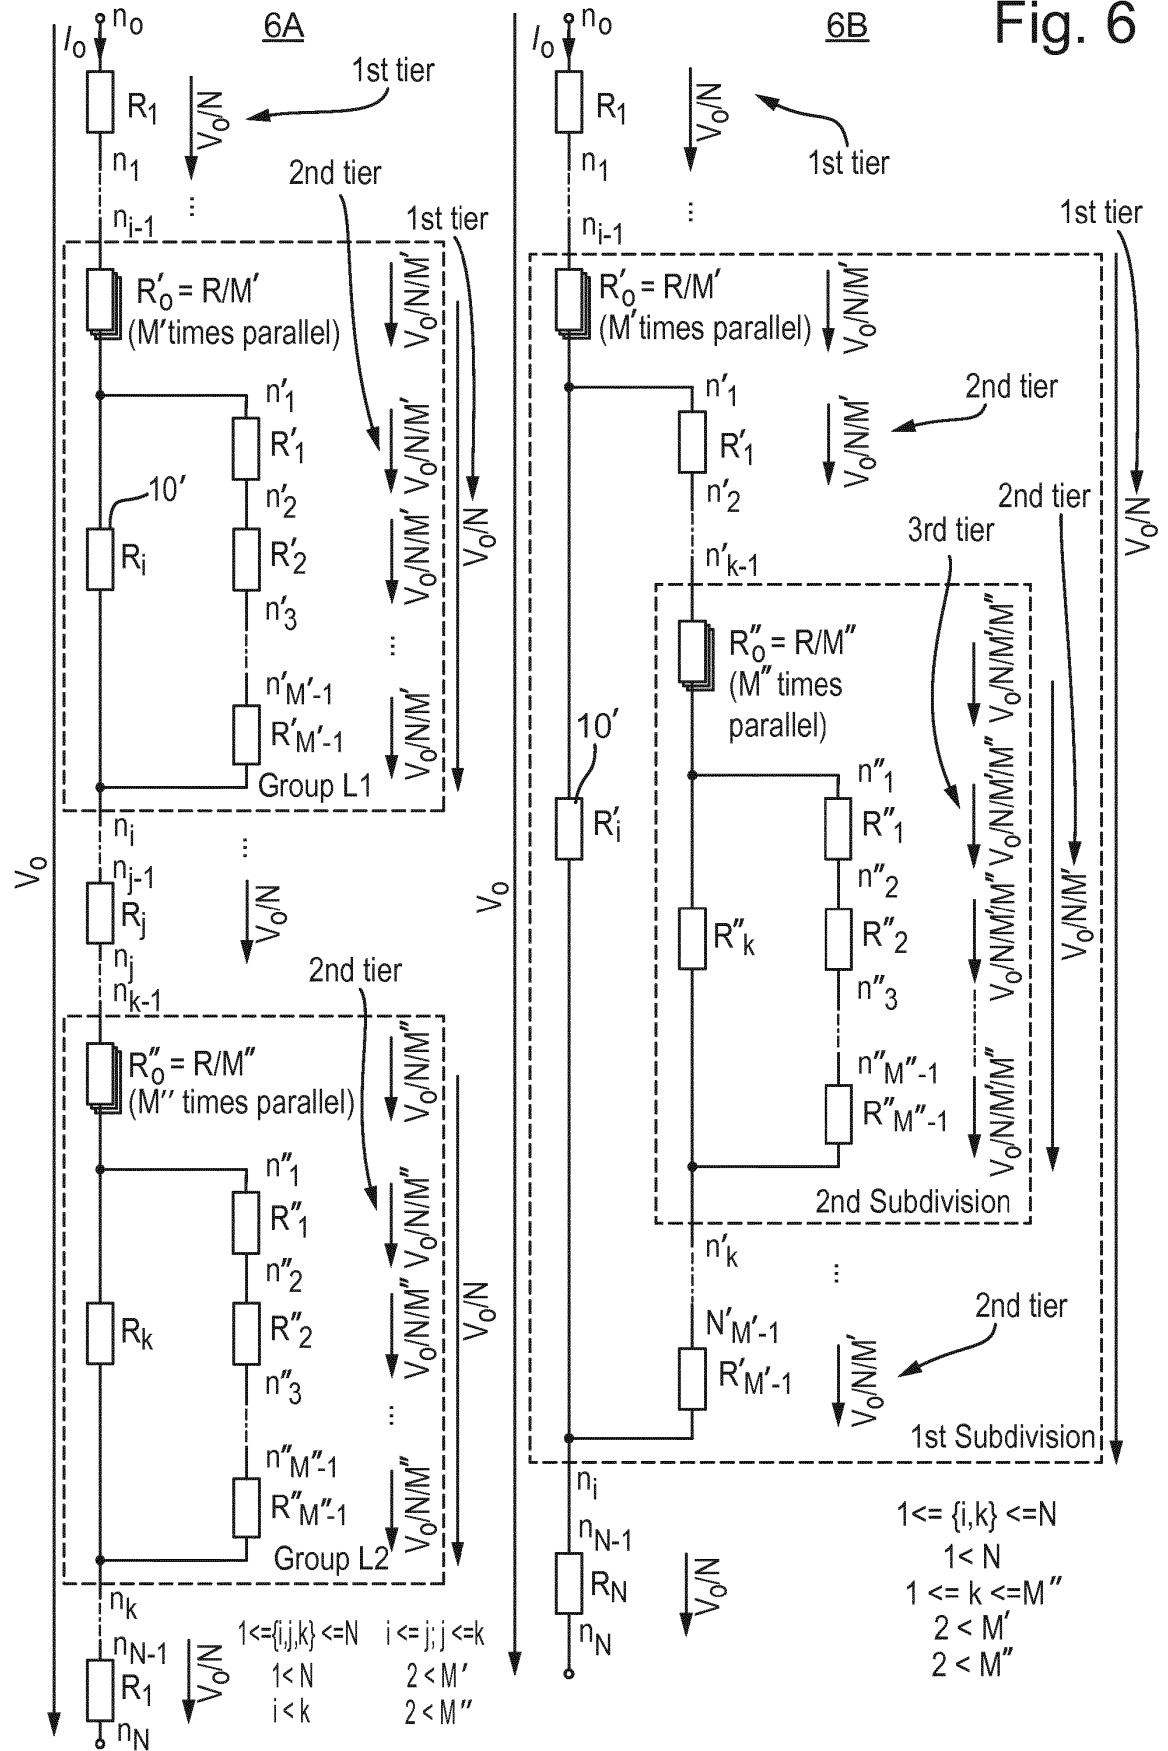 Fig. 6
6A
n₀
I₀
R₁
V₀/N
1st tier
n₁
...
2nd tier
nᵢ₋₁
1st tier
R′₀ = R/M′
(M′ times parallel)
V₀/N/M′
n′₁
R′₁
V₀/N/M′
10′
n′₂
Rᵢ
R′₂
V₀/N/M′
V₀/N
n′₃
...
n′M′-1
R′M′-1
V₀/N/M′
Group L1
nᵢ
...
V₀
nⱼ₋₁
Rⱼ
V₀/N
nⱼ
2nd tier
nₖ₋₁
R″₀ = R/M″
(M″ times parallel)
V₀/N/M″
n″₁
R″₁
V₀/N/M″
n″₂
Rₖ
R″₂
V₀/N/M″
V₀/N
n″₃
...
n″M″-1
R″M″-1
V₀/N/M″
Group L2
nₖ
1<={i,j,k} <=N
i <= j; j <=k
nN-1
V₀/N
1< N
2 < M′
R₁
i < k
2 < M″
nN
6B
n₀
I₀
R₁
V₀/N
1st tier
n₁
...
nᵢ₋₁
1st tier
R′₀ = R/M′
(M′ times parallel)
V₀/N/M′
n′₁
2nd tier
R′₁
V₀/N/M′
n′₂
2nd tier
V₀/N
3rd tier
n′k-1
R″₀ = R/M″
(M″ times
parallel)
V₀/N/M′/M″
10′
n″₁
R′ᵢ
R″₁
V₀/N/M′/M″
n″₂
V₀
V₀/N/M′
R″ₖ
R″₂
V₀/N/M′/M″
n″₃
n″M″-1
R″M″-1
V₀/N/M′/M″
2nd Subdivision
n′ₖ
...
2nd tier
N′M′-1
R′M′-1
V₀/N/M′
1st Subdivision
nᵢ
1<= {i,k} <=N
nN-1
1< N
RN
V₀/N
1 <= k <=M″
nN
2 < M′
2 < M″